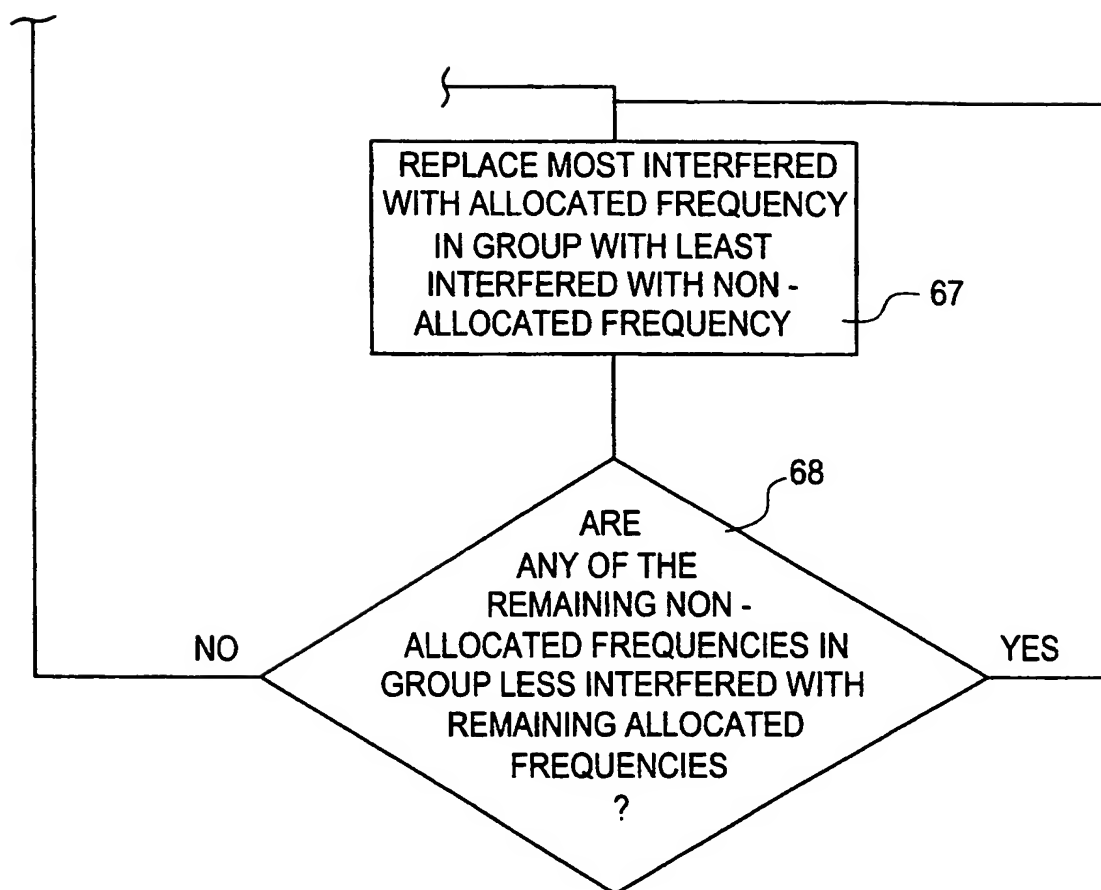 REPLACE MOST INTERFERED
WITH ALLOCATED FREQUENCY
IN GROUP WITH LEAST
INTERFERED WITH NON -
ALLOCATED FREQUENCY
67
68
ARE
ANY OF THE
REMAINING NON -
ALLOCATED FREQUENCIES IN
GROUP LESS INTERFERED WITH
REMAINING ALLOCATED
FREQUENCIES
?
NO
YES